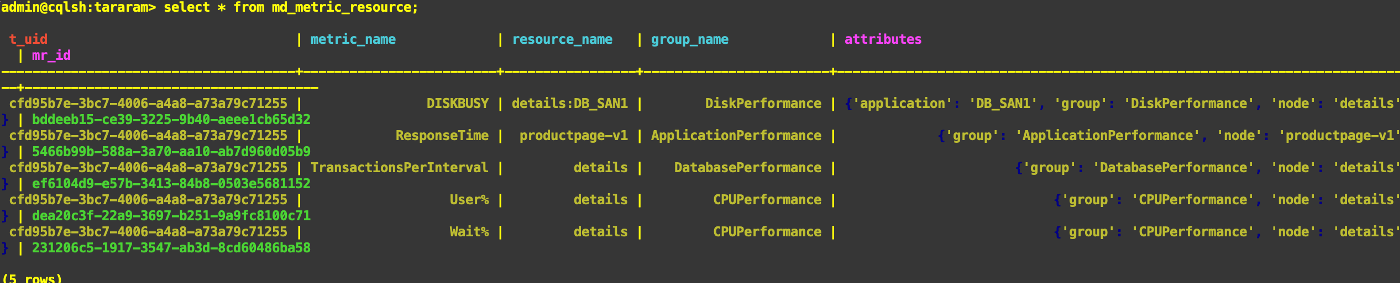 admin@cqlsh:tararam> select * from md_metric_resource;
t_uid | metric_name | resource_name | group_name | attributes
| mr_id
--------------------------------------+-------------------------+-----------------+------------------------+-------------------------------------------------------------------------
--+--------------------------------------
cfd95b7e-3bc7-4006-a4a8-a73a79c71255 | DISKBUSY | details:DB_SAN1 | DiskPerformance | {'application': 'DB_SAN1', 'group': 'DiskPerformance', 'node': 'details'
} | bddeeb15-ce39-3225-9b40-aeee1cb65d32
cfd95b7e-3bc7-4006-a4a8-a73a79c71255 | ResponseTime | productpage-v1 | ApplicationPerformance | {'group': 'ApplicationPerformance', 'node': 'productpage-v1'
} | 5466b99b-588a-3a70-aa10-ab7d960d05b9
cfd95b7e-3bc7-4006-a4a8-a73a79c71255 | TransactionsPerInterval | details | DatabasePerformance | {'group': 'DatabasePerformance', 'node': 'details'
} | ef6104d9-e57b-3413-84b8-0503e5681152
cfd95b7e-3bc7-4006-a4a8-a73a79c71255 | User% | details | CPUPerformance | {'group': 'CPUPerformance', 'node': 'details'
} | dea20c3f-22a9-3697-b251-9a9fc8100c71
cfd95b7e-3bc7-4006-a4a8-a73a79c71255 | Wait% | details | CPUPerformance | {'group': 'CPUPerformance', 'node': 'details'
} | 231206c5-1917-3547-ab3d-8cd60486ba58
(5 rows)